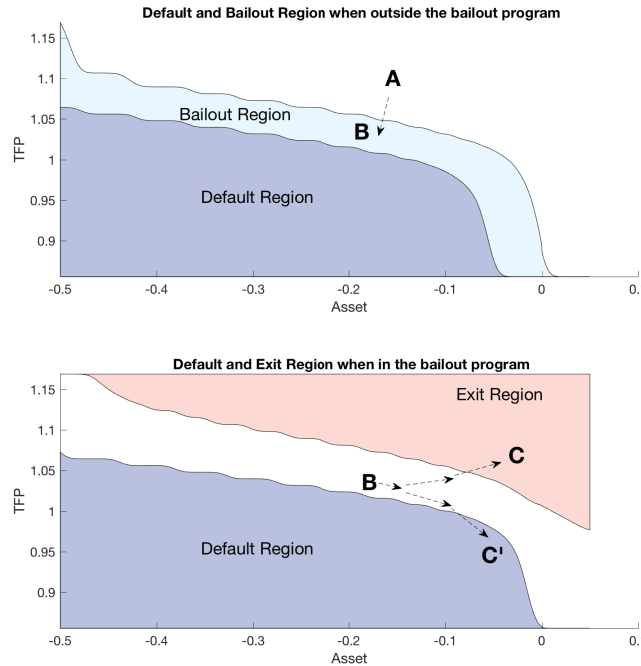 Default and Bailout Region when outside the bailout program
1.15
1.1
1.05
1
0.95
0.9
TFP
A
Bailout Region
B
Default Region
-0.5 -0.4 -0.3 -0.2 -0.1 0 0.
Asset
Default and Exit Region when in the bailout program
1.15
1.1
1.05
1
0.95
0.9
TFP
Exit Region
C
B
Default Region
C'
-0.5 -0.4 -0.3 -0.2 -0.1 0 0.
Asset